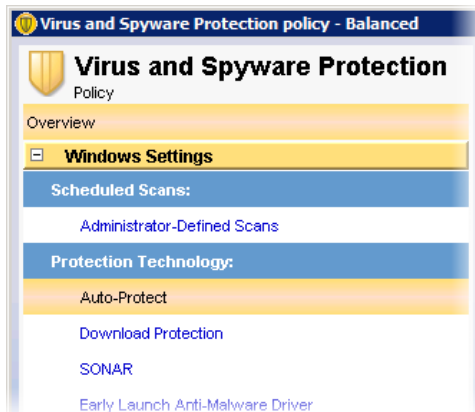 Virus and Spyware Protection policy - Balanced
Virus and Spyware Protection
Policy
Overview
Windows Settings
Scheduled Scans:
Administrator-Defined Scans
Protection Technology:
Auto-Protect
Download Protection
SONAR
Early Launch Anti-Malware Driver